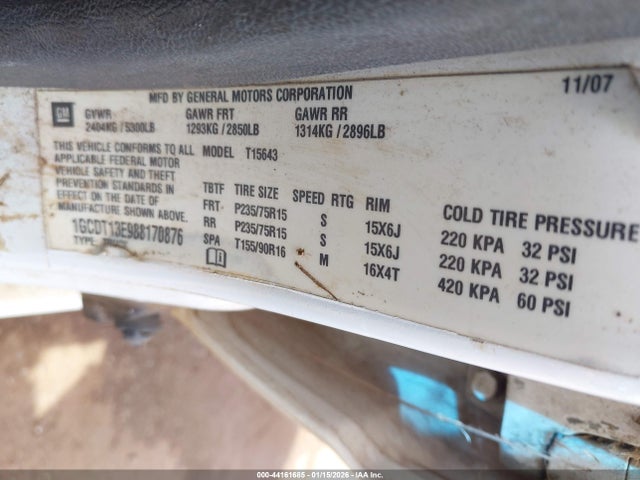 MFD BY GENERAL MOTORS CORPORATION 11/07
GM GVWR GAWR FRT GAWR RR
2404KG / 5300LB 1293KG / 2850LB 1314KG / 2896LB
THIS VEHICLE CONFORMS TO ALL
APPLICABLE FEDERAL MOTOR
VEHICLE SAFETY AND THEFT
PREVENTION STANDARDS IN
EFFECT ON THE DATE OF
MANUFACTURE SHOWN ABOVE.
1GCDT13E988170876
TYPE:
MODEL T15643
TBTF TIRE SIZE SPEED RTG RIM COLD TIRE PRESSURE
FRT- P235/75R15 S 15X6J 220 KPA 32 PSI
RR P235/75R15 S 15X6J 220 KPA 32 PSI
SPA T155/90R16 M 16X4T 420 KPA 60 PSI
000-44161685 - 01/15/2026 - IAA Inc.